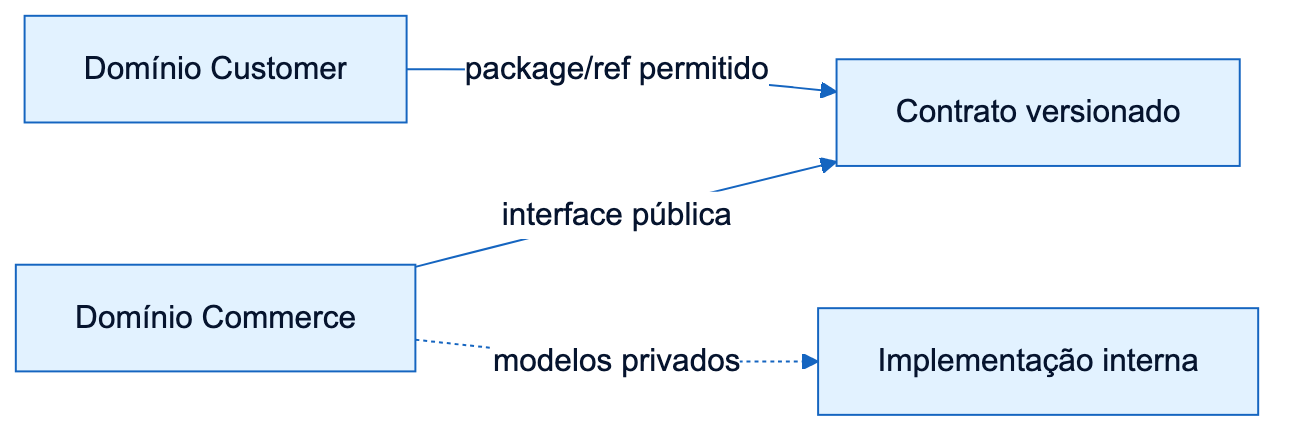 Domínio Customer
package/ref permitido
Contrato versionado
interface pública
Domínio Commerce
modelos privados
Implementação interna